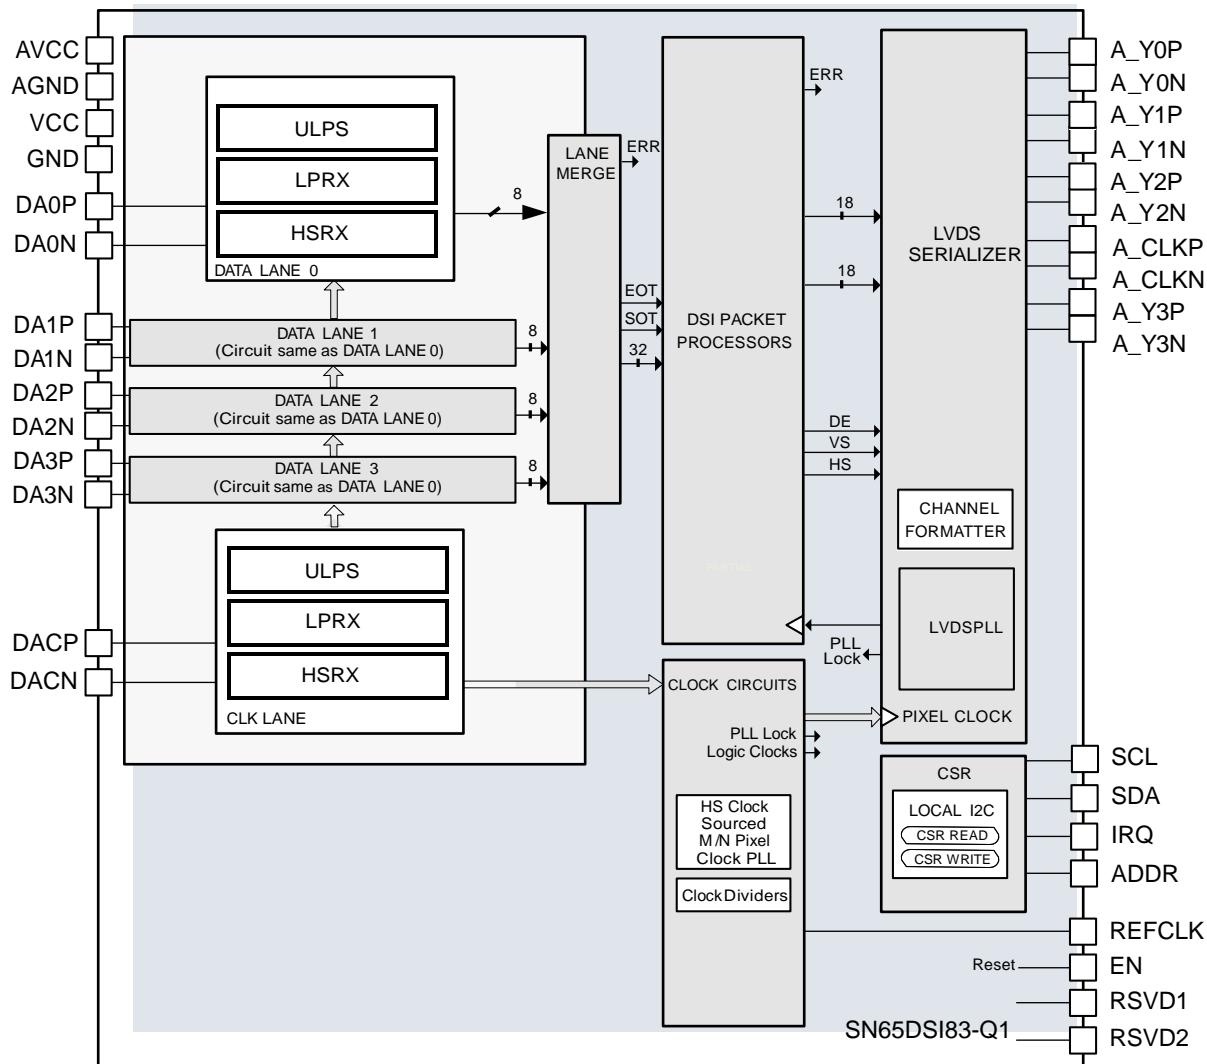 AVCC
AGND
VCC
GND
DA0P
DA0N
DA1P
DA1N
DA2P
DA2N
DA3P
DA3N
DACP
DACN
ULPS
LPRX
HSRX
DATA LANE 0
8
DATA LANE 1
(Circuit same as DATA LANE 0)
8
DATA LANE 2
(Circuit same as DATA LANE 0)
8
DATA LANE 3
(Circuit same as DATA LANE 0)
8
ULPS
LPRX
HSRX
CLK LANE
LANE
MERGE
ERR
EOT
SOT
32
DSI PACKET
PROCESSORS
PARTIAL
ERR
18
18
DE
VS
HS
PLL
Lock
LVDS
SERIALIZER
CHANNEL
FORMATTER
LVDSPLL
PIXEL CLOCK
CLOCK CIRCUITS
PLL Lock
Logic Clocks
HS Clock
Sourced
M/N Pixel
Clock PLL
Clock Dividers
CSR
LOCAL I2C
CSR READ
CSR WRITE
Reset
SN65DSI83-Q1
A_Y0P
A_Y0N
A_Y1P
A_Y1N
A_Y2P
A_Y2N
A_CLKP
A_CLKN
A_Y3P
A_Y3N
SCL
SDA
IRQ
ADDR
REFCLK
EN
RSVD1
RSVD2